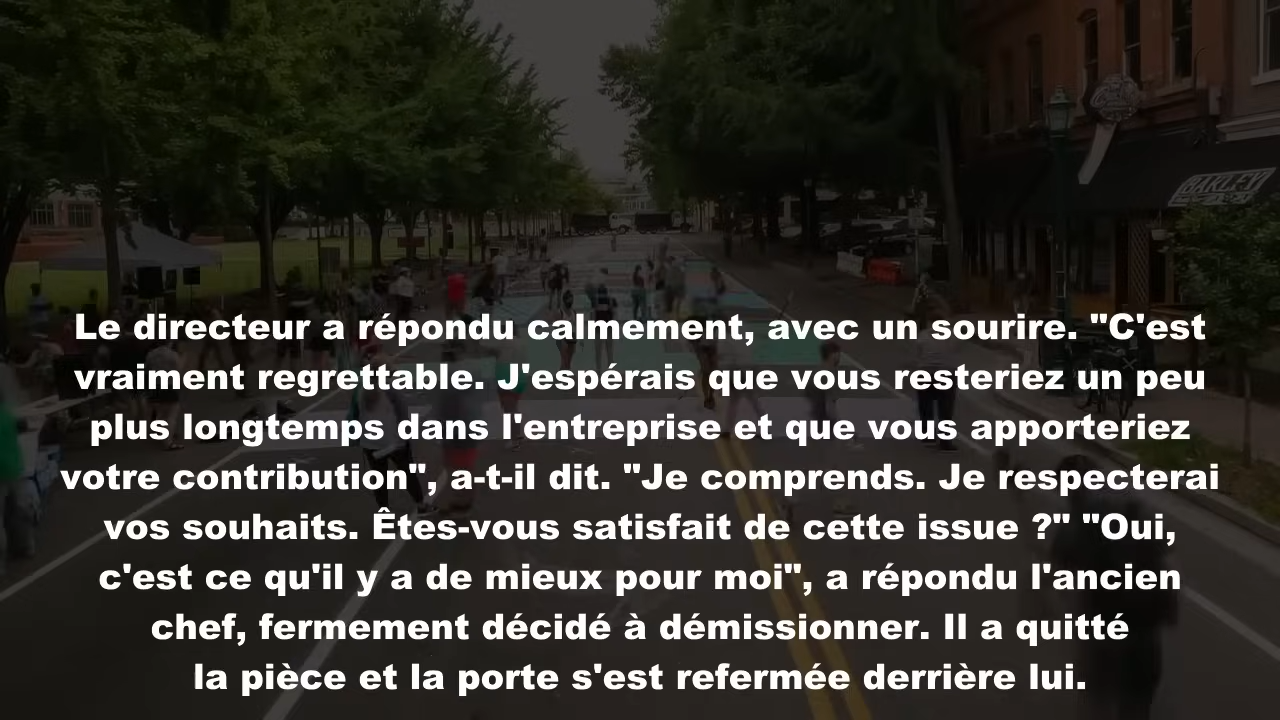 BARLEY
Le directeur a répondu calmement, avec un sourire. "C'est
vraiment regrettable. J'espérais que vous resteriez un peu
plus longtemps dans l'entreprise et que vous apporteriez
votre contribution", a-t-il dit. "Je comprends. Je respecterai
vos souhaits. Êtes-vous satisfait de cette issue ?" "Oui,
c'est ce qu'il y a de mieux pour moi", a répondu l'ancien
chef, fermement décidé à démissionner. Il a quitté
la pièce et la porte s'est refermée derrière lui.